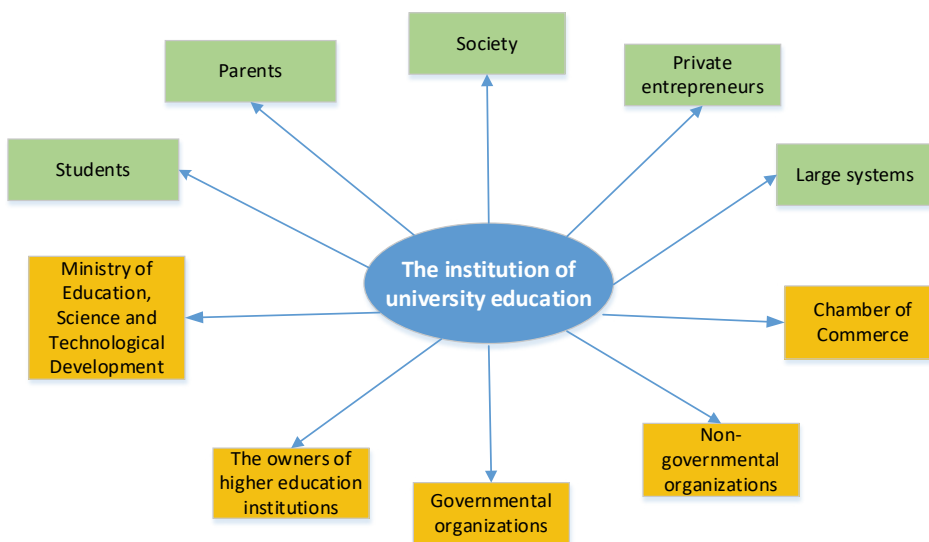 Society
Parents
Private
entrepreneurs
Students
Large systems
The institution of
university education
Ministry of
Education,
Science and
Technological
Development
Chamber of
Commerce
The owners of
higher education
institutions
Governmental
organizations
Non-
governmental
organizations